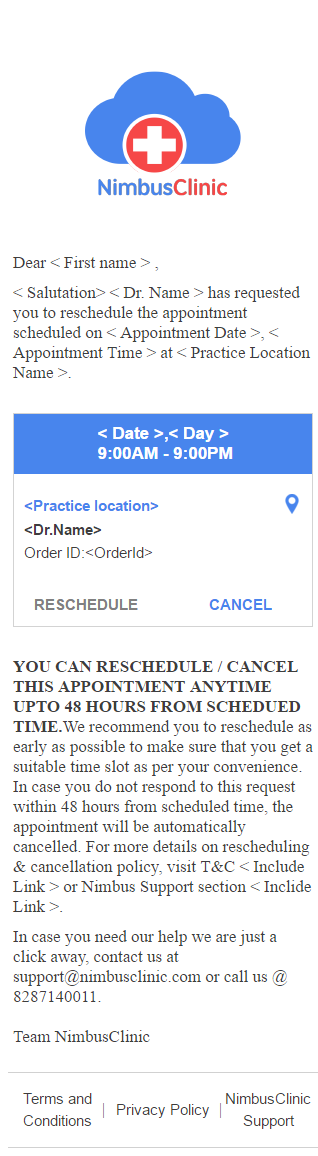 NimbusClinic
Dear < First name > ,
< Salutation> < Dr. Name > has requested
you to reschedule the appointment
scheduled on < Appointment Date >, <
Appointment Time > at < Practice Location
Name >.
< Date >,< Day >
9:00AM - 9:00PM
<Practice location>
<Dr.Name>
Order ID:<OrderId>
RESCHEDULE CANCEL
YOU CAN RESCHEDULE / CANCEL
THIS APPOINTMENT ANYTIME
UPTO 48 HOURS FROM SCHEDUED
TIME.We recommend you to reschedule as
early as possible to make sure that you get a
suitable time slot as per your convenience.
In case you do not respond to this request
within 48 hours from scheduled time, the
appointment will be automatically
cancelled. For more details on rescheduling
& cancellation policy, visit T&C < Include
Link > or Nimbus Support section < Inclide
Link >.
In case you need our help we are just a
click away, contact us at
support@nimbusclinic.com or call us @
8287140011.
Team NimbusClinic
Terms and
Conditions
| Privacy Policy |
NimbusClinic
Support